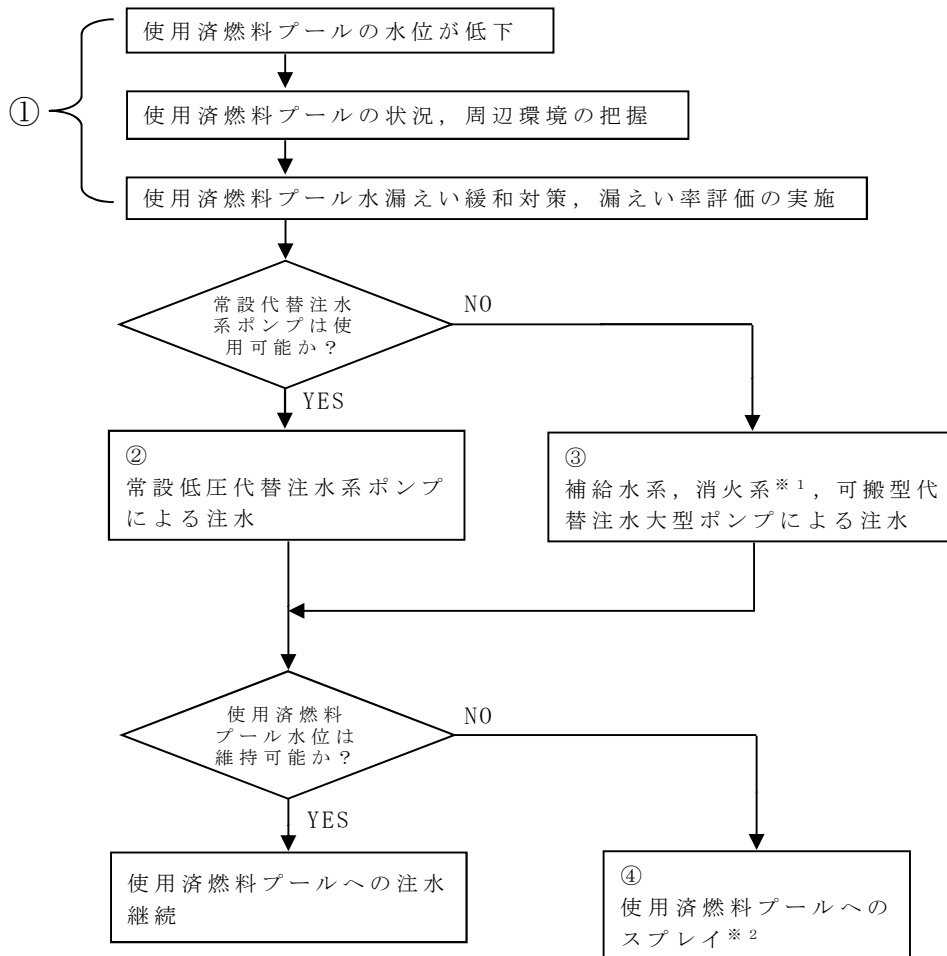 使用済燃料プールの水位が低下
①
使用済燃料プールの状況，周辺環境の把握
使用済燃料プール水漏えい緩和対策，漏えい率評価の実施
常設代替注水
系ポンプは使
用可能か？
NO
YES
②
常設低圧代替注水系ポンプ
による注水
③
補給水系，消火系※１，可搬型代
替注水大型ポンプによる注水
使用済燃料
プール水位は
維持可能か？
NO
YES
使用済燃料プールへの注水
継続
④
使用済燃料プールへの
スプレイ※２